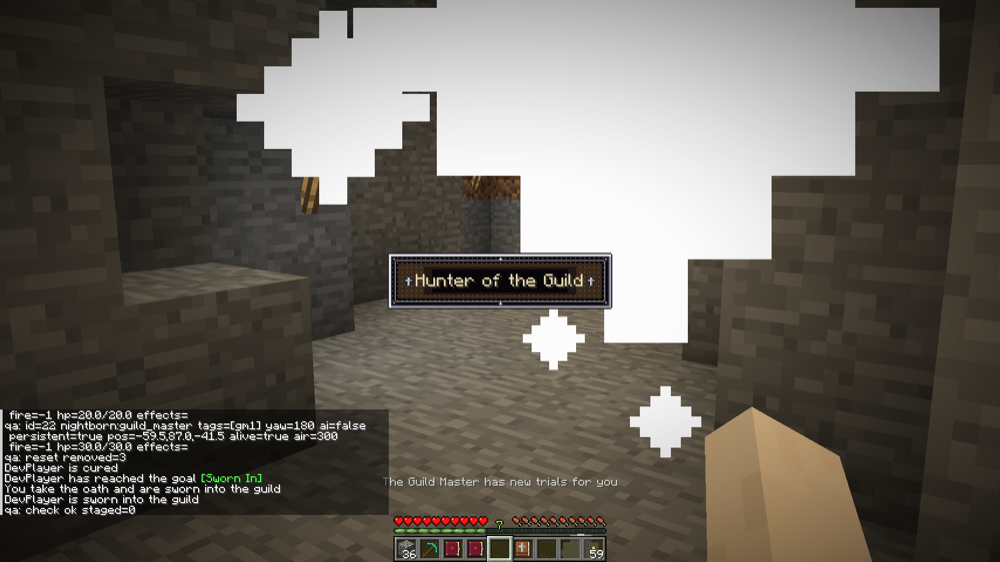 †Hunter of the Guild†
fire=-1 hp=20.0/20.0 effects=
qa: id=22 nightborn:guild_master tags=[gm1] yaw=180 ai=false
persistent=true pos=-59.5,87.0,-41.5 alive=true air=300
fire=-1 hp=30.0/30.0 effects=
qa: reset removed=3
DevPlayer is cured
DevPlayer has reached the goal [Sworn In]
You take the oath and are sworn into the guild
DevPlayer is sworn into the guild
qa: check ok staged=0
The Guild Master has new trials for you
7
36
59